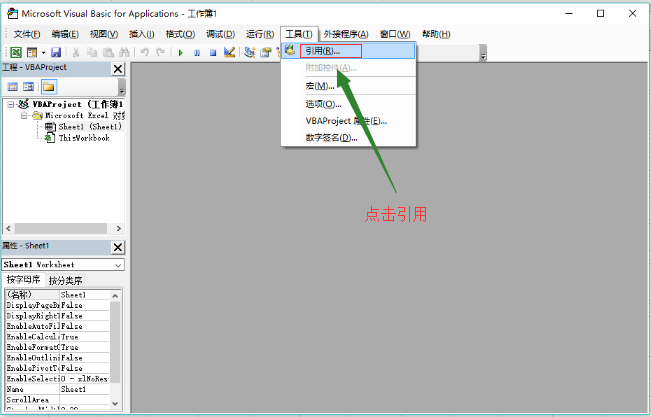 Microsoft Visual Basic for Applications - 工作簿1
文件(F) 编辑(E) 视图(V) 插入(I) 格式(O) 调试(D) 运行(R) 工具(T) 外接程序(A) 窗口(W) 帮助(H)
引用(R)...
附加控件(A)...
宏(M)...
选项(O)...
VBAProject 属性(E)...
数字签名(D)...
点击引用
工程 - VBAProject
VBAProject (工作簿1
Microsoft Excel 对象
Sheet1 (Sheet1)
ThisWorkbook
属性 - Sheet1
Sheet1 Worksheet
按字母序 按分类序
(名称) Sheet1
DisplayPageBr False
DisplayRightT False
EnableAutoFil False
EnableCalcula True
EnableFormatC True
EnableOutlini False
EnablePivotTa False
EnableSelecti 0 - xlNoRes
Name Sheet1
ScrollArea